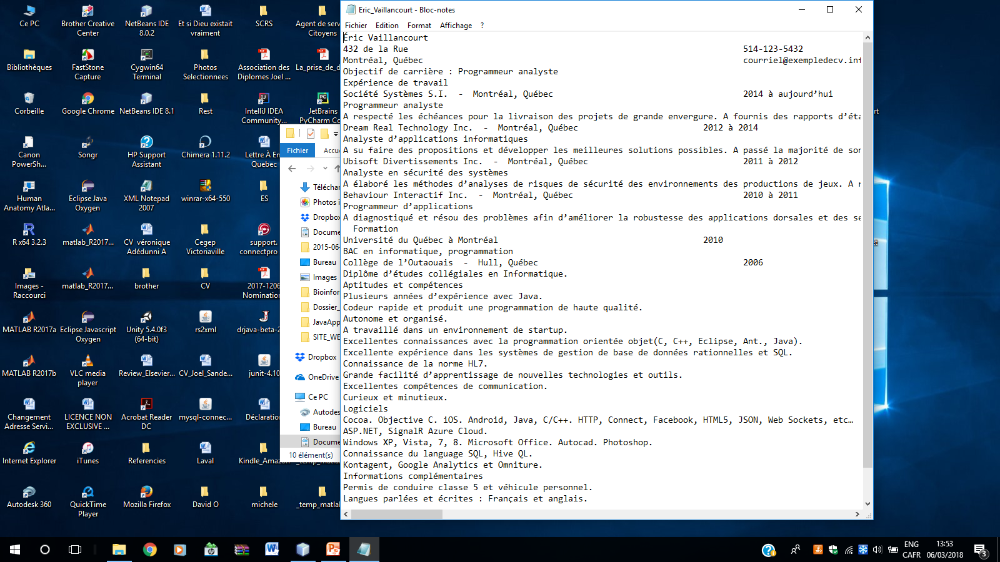 Ce PC
Brother Creative Center
NetBeans IDE 8.0.2
Et si Dieu existait vraiment
SCRS
Agent de serv
Citoyens
Bibliothèques
FastStone Capture
Cygwin64 Terminal
Photos Selectionnees
Association des Diplomes Joel ...
La_prise_de_d
Corbeille
Google Chrome
NetBeans IDE 8.1
Rest
IntelliJ IDEA Community...
JetBrains PyCharm Co
Canon PowerSh...
Songr
HP Support Assistant
Chimera 1.11.2
Lettre À En
Quebec
Human Anatomy Atla...
Eclipse Java Oxygen
XML Notepad 2007
winrar-x64-550
ES
R x64 3.2.3
matlab_R2017...
CV véronique Adédunni A
Cegep Victoriaville
support.connectpro
Images - Raccourci
matlab_R2017...
brother
CV
2017-1206
Nomination
MATLAB R2017a
Eclipse Javascript Oxygen
Unity 5.4.0f3 (64-bit)
rs2xml
drjava-beta-2
MATLAB R2017b
VLC media player
Review_Elsevier...
CV_Joel_Sande...
junit-4.10
Changement Adresse Servi...
LICENCE NON EXCLUSIVE ...
Acrobat Reader DC
mysql-connec...
Déclaration
Internet Explorer
iTunes
Referencies
Laval
Kindle_Amazon
_temp_matla
Autodesk 360
QuickTime Player
Mozilla Firefox
David O
michele
_temp_matlab
Fichier Accue
Téléchar
Photos i
Dropbox
Docume
2015-06-
Bureau
Images
Bioinfor
Dossier_
JavaApp
SITE_WE
Dropbox
OneDrive
Ce PC
Autodes
Bureau
Docume
10 élément(s)
Eric_Vaillancourt - Bloc-notes
Fichier Edition Format Affichage ?
Éric Vaillancourt
432 de la Rue 514-123-5432
Montréal, Québec courriel@exempledecv.inf
Objectif de carrière : Programmeur analyste
Expérience de travail
Société Systèmes S.I. - Montréal, Québec 2014 à aujourd’hui
Programmeur analyste
A respecté les échéances pour la livraison des projets de grande envergure. A fournis des rapports d’éta
Dream Real Technology Inc. - Montréal, Québec 2012 à 2014
Analyste d’applications informatiques
A su faire des propositions et développer les meilleures solutions possibles. A passé la majorité de son
Ubisoft Divertissements Inc. - Montréal, Québec 2011 à 2012
Analyste en sécurité des systèmes
A élaboré les méthodes d’analyses de risques de sécurité des environnements des productions de jeux. A r
Behaviour Interactif Inc. - Montréal, Québec 2010 à 2011
Programmeur d’applications
A diagnostiqué et résou des problèmes afin d’améliorer la robustesse des applications dorsales et des se
Formation
Université du Québec à Montréal 2010
BAC en informatique, programmation
Collège de l’Outaouais - Hull, Québec 2006
Diplôme d’études collégiales en Informatique.
Aptitudes et compétences
Plusieurs années d’expérience avec Java.
Codeur rapide et produit une programmation de haute qualité.
Autonome et organisé.
A travaillé dans un environnement de startup.
Excellentes connaissances avec la programmation orientée objet(C, C++, Eclipse, Ant., Java).
Excellente expérience dans les systèmes de gestion de base de données rationnelles et SQL.
Connaissance de la norme HL7.
Grande facilité d’apprentissage de nouvelles technologies et outils.
Excellentes compétences de communication.
Curieux et minutieux.
Logiciels
Cocoa. Objective C. iOS. Android, Java, C/C++. HTTP, Connect, Facebook, HTML5, JSON, Web Sockets, etc…
ASP.NET, SignalR Azure Cloud.
Windows XP, Vista, 7, 8. Microsoft Office. Autocad. Photoshop.
Connaissance du language SQL, Hive QL.
Kontagent, Google Analytics et Omniture.
Informations complémentaires
Permis de conduire classe 5 et véhicule personnel.
Langues parlées et écrites : Français et anglais.
ENG 13:53
CAFR 06/03/2018
3